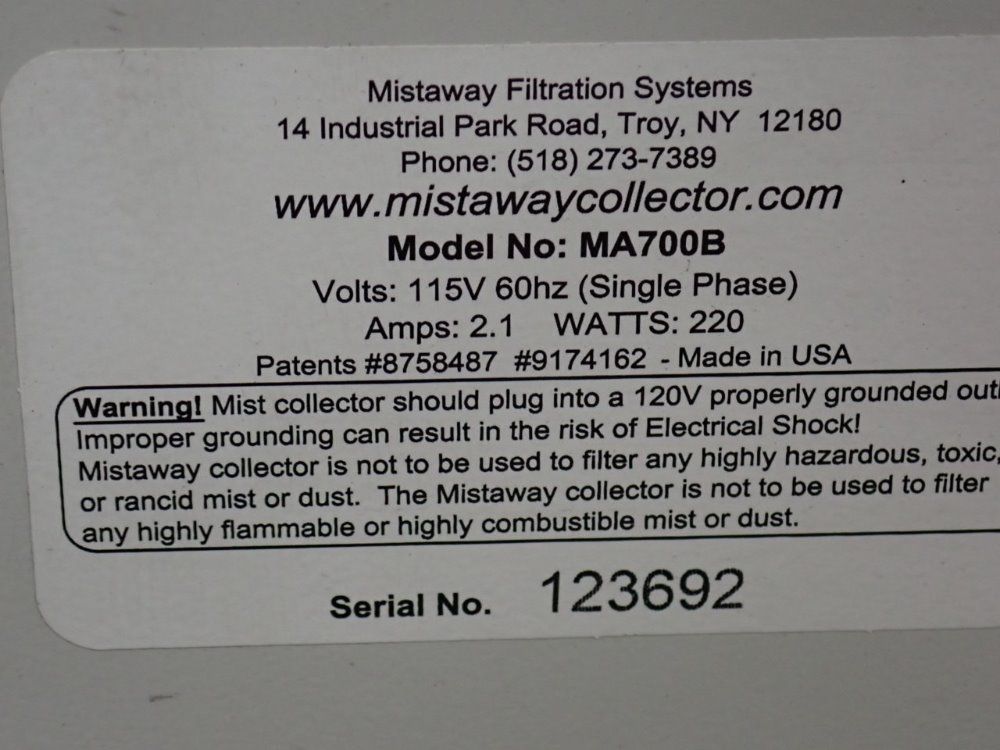 Mistaway Filtration Systems
14 Industrial Park Road, Troy, NY 12180
Phone: (518) 273-7389
www.mistawaycollector.com
Model No: MA700B
Volts: 115V 60hz (Single Phase)
Amps: 2.1 WATTS: 220
Patents #8758487 #9174162 - Made in USA
Warning! Mist collector should plug into a 120V properly grounded outl
Improper grounding can result in the risk of Electrical Shock!
Mistaway collector is not to be used to filter any highly hazardous, toxic,
or rancid mist or dust. The Mistaway collector is not to be used to filter
any highly flammable or highly combustible mist or dust.
Serial No. 123692